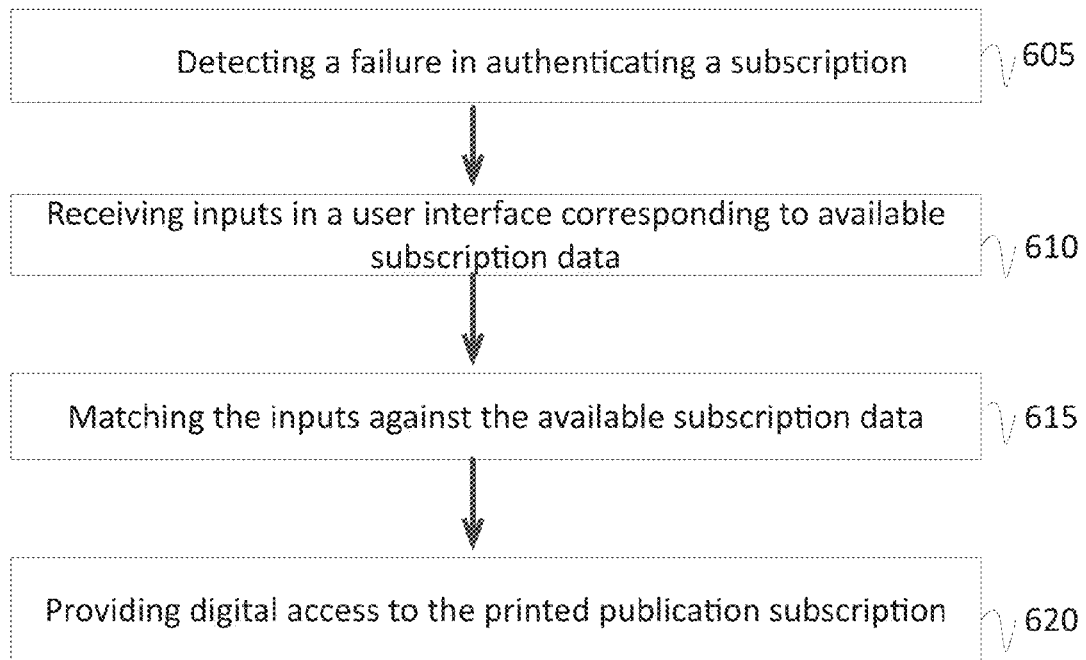 Detecting a failure in authenticating a subscription
605
Receiving inputs in a user interface corresponding to available
subscription data
610
Matching the inputs against the available subscription data
615
Providing digital access to the printed publication subscription
620